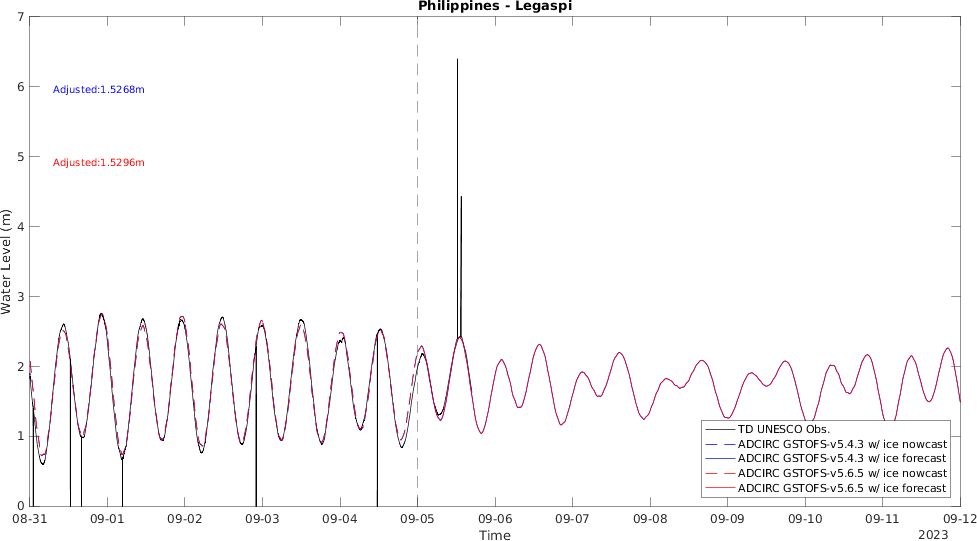 Philippines - Legaspi
7
6
5
4
3
2
1
0
Water Level (m)
Adjusted:1.5268m
Adjusted:1.5296m
TD UNESCO Obs.
ADCIRC GSTOFS-v5.4.3 w/ ice nowcast
ADCIRC GSTOFS-v5.4.3 w/ ice forecast
ADCIRC GSTOFS-v5.6.5 w/ ice nowcast
ADCIRC GSTOFS-v5.6.5 w/ ice forecast
08-31 09-01 09-02 09-03 09-04 09-05 09-06 09-07 09-08 09-09 09-10 09-11 09-12
Time
2023